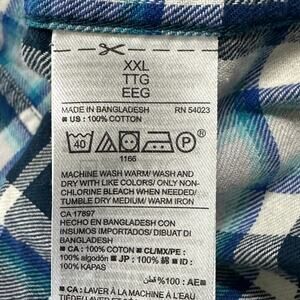 XXL
TTG
EEG
MADE IN BANGLADESH RN 54023
■ US : 100% COTTON
40 P
1166
MACHINE WASH WARM/ WASH AND
DRY WITH LIKE COLORS/ ONLY NON-
CHLORINE BLEACH WHEN NEEDED/
TUMBLE DRY MEDIUM/ WARM IRON
CA 17897
HECHO EN BANGLADESH CON
INSUMOS IMPORTADOS/ DIBUAT DI
BANGLADESH
■ CA : 100% COTON ■ CL/MX/PE :
100% algodón ■ JP : 100% 綿 ■ ID :
100% KAPAS
■ AE : %100 قطن
■ CA : LAVER À LA MACHINE À L'EAU